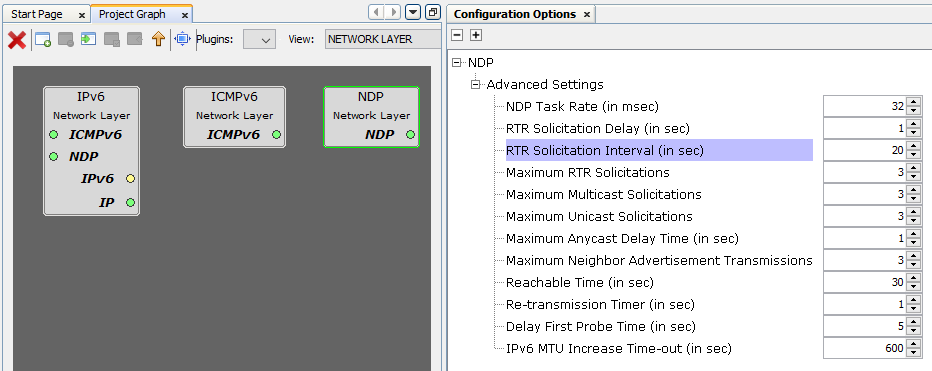 Start Page x Project Graph x
Plugins: View: NETWORK LAYER
IPv6
Network Layer
ICMPv6
NDP
IPv6
IP
ICMPv6
Network Layer
ICMPv6
NDP
Network Layer
NDP
Configuration Options x
NDP
Advanced Settings
NDP Task Rate (in msec) 32
RTR Solicitation Delay (in sec) 1
RTR Solicitation Interval (in sec) 20
Maximum RTR Solicitations 3
Maximum Multicast Solicitations 3
Maximum Unicast Solicitations 3
Maximum Anycast Delay Time (in sec) 1
Maximum Neighbor Advertisement Transmissions 3
Reachable Time (in sec) 30
Re-transmission Timer (in sec) 1
Delay First Probe Time (in sec) 5
IPv6 MTU Increase Time-out (in sec) 600